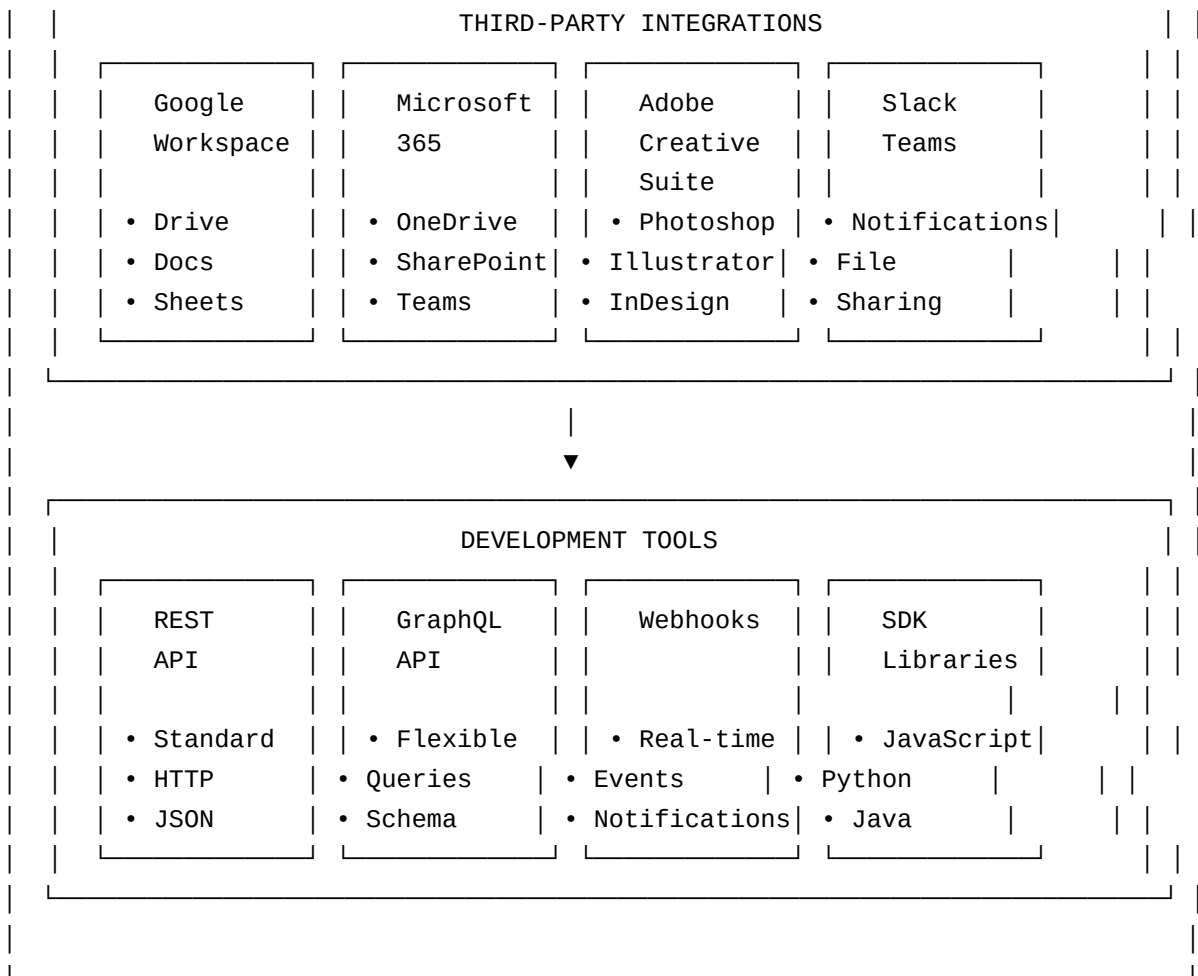 THIRD-PARTY INTEGRATIONS
Google Microsoft Adobe Slack
Workspace 365 Creative Teams
Suite
• Drive • OneDrive • Photoshop • Notifications
• Docs • SharePoint • Illustrator • File
• Sheets • Teams • InDesign • Sharing
▼
DEVELOPMENT TOOLS
REST GraphQL Webhooks SDK
API API Libraries
• Standard • Flexible • Real-time • JavaScript
• HTTP • Queries • Events • Python
• JSON • Schema • Notifications • Java